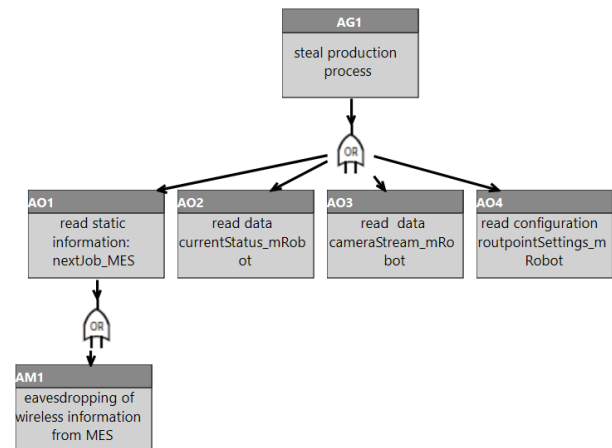 AG1
steal production
process
OR
AO1
read static
information:
nextJob_MES
AO2
read data
currentStatus_mRob
ot
AO3
read  data
cameraStream_mRo
bot
AO4
read configuration
routpointSettings_m
Robot
OR
AM1
eavesdropping of
wireless information
from MES